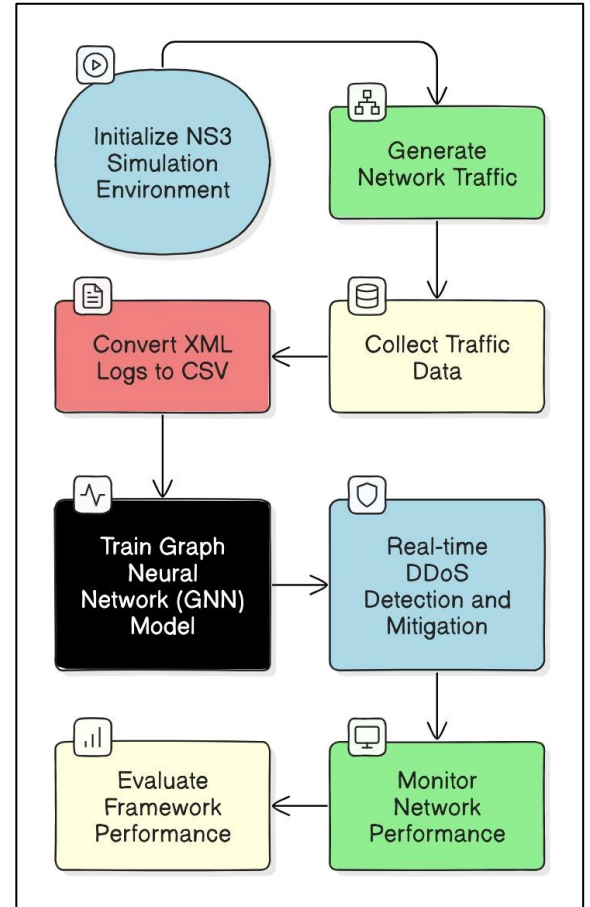 Initialize NS3
Simulation
Environment
Generate
Network Traffic
Collect Traffic
Data
Convert XML
Logs to CSV
Train Graph
Neural
Network (GNN)
Model
Real-time
DDoS
Detection and
Mitigation
Monitor
Network
Performance
Evaluate
Framework
Performance